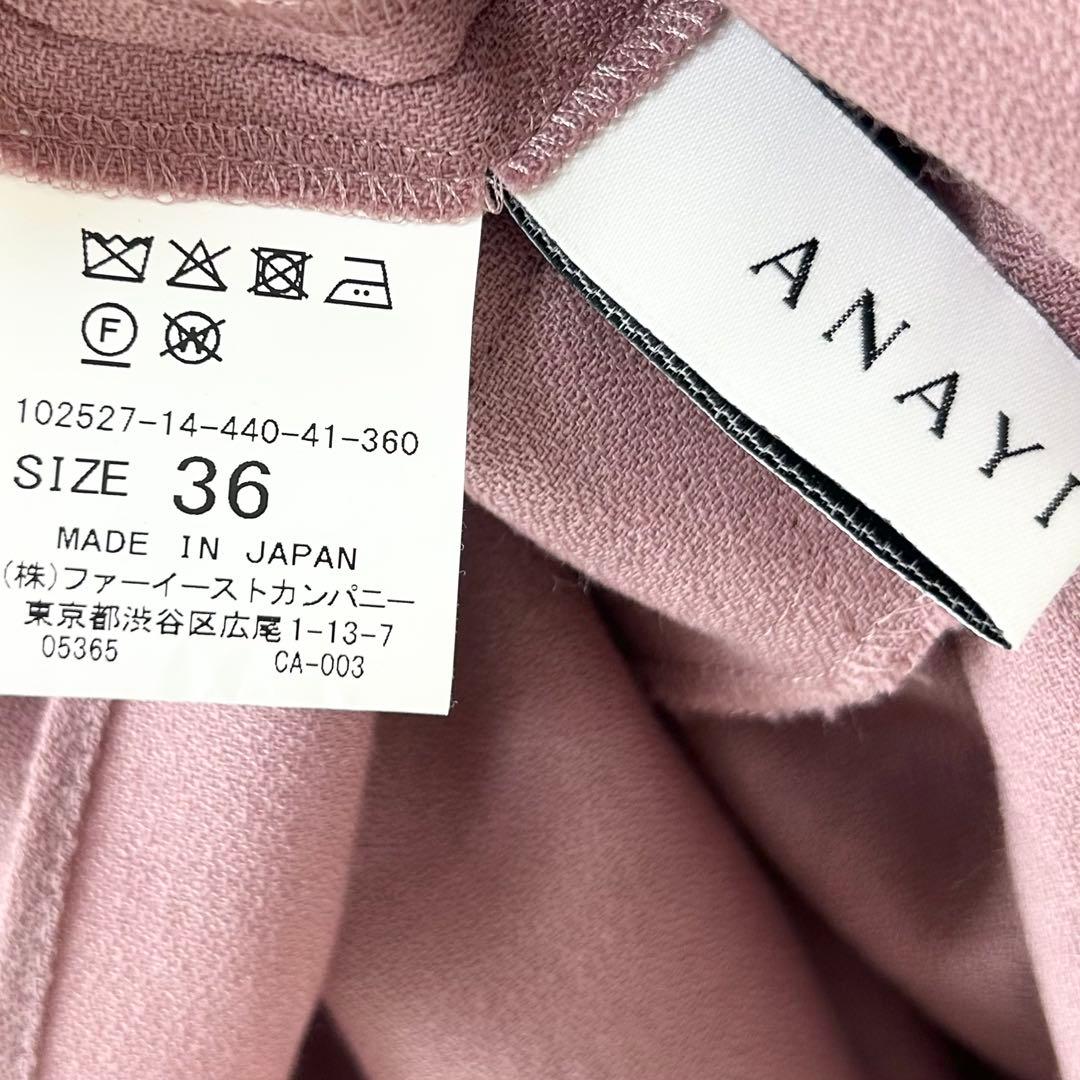 F
W
102527-14-440-41-360
SIZE 36
MADE IN JAPAN
(株)ファーイーストカンパニー
東京都渋谷区広尾1-13-7
05365 CA-003
ANAYI